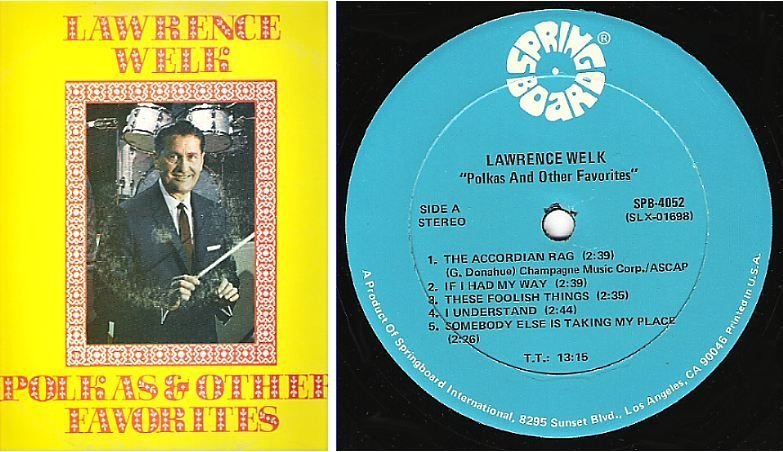 LAWRENCE
WELK
POLKAS & OTHER
FAVORITES
SPRING
BOARD
®
LAWRENCE WELK
"Polkas And Other Favorites"
SIDE A
STEREO
SPB-4052
(SLX-01698)
1. THE ACCORDIAN RAG (2:39)
(G. Donahue) Champagne Music Corp./ASCAP
2. IF I HAD MY WAY (2:39)
3. THESE FOOLISH THINGS (2:35)
4. I UNDERSTAND (2:44)
5. SOMEBODY ELSE IS TAKING MY PLACE
(2:26)
T.T.: 13:15
A Product Of Springboard International, 8295 Sunset Blvd., Los Angeles, CA 90046 Printed in U.S.A.